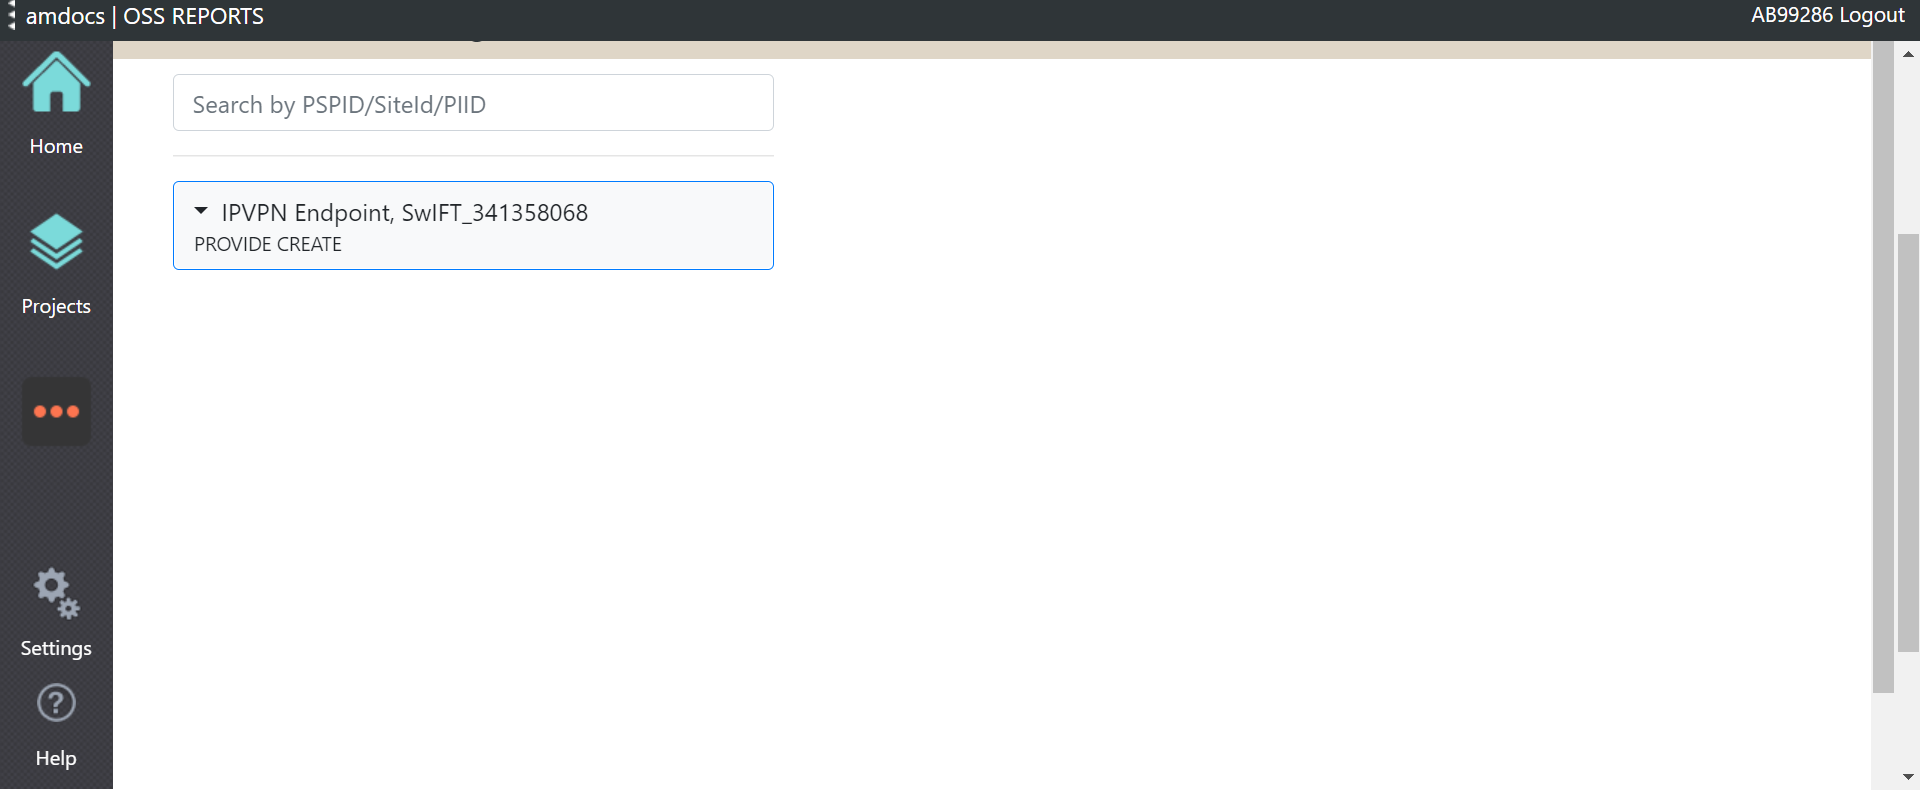 amdocs | OSS REPORTS
AB99286 Logout
Home
Projects
Settings
Help
Search by PSPID/SiteId/PIID
IPVPN Endpoint, SwIFT_341358068
PROVIDE CREATE